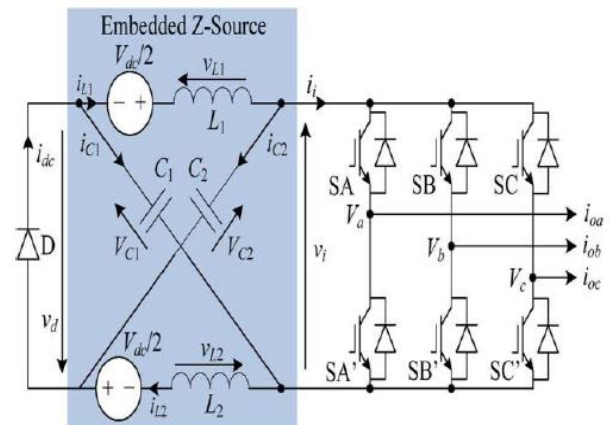 Embedded Z-Source
V_dc/2
v_L1
i_L1
i_i
L_1
i_C1
i_C2
i_dc
C_1 C_2
SA SB SC
V_a
i_oa
D
V_C1
V_C2
v_i
V_b
i_ob
V_c
i_oc
v_d
V_dc/2
v_L2
SA' SB' SC'
i_L2
L_2